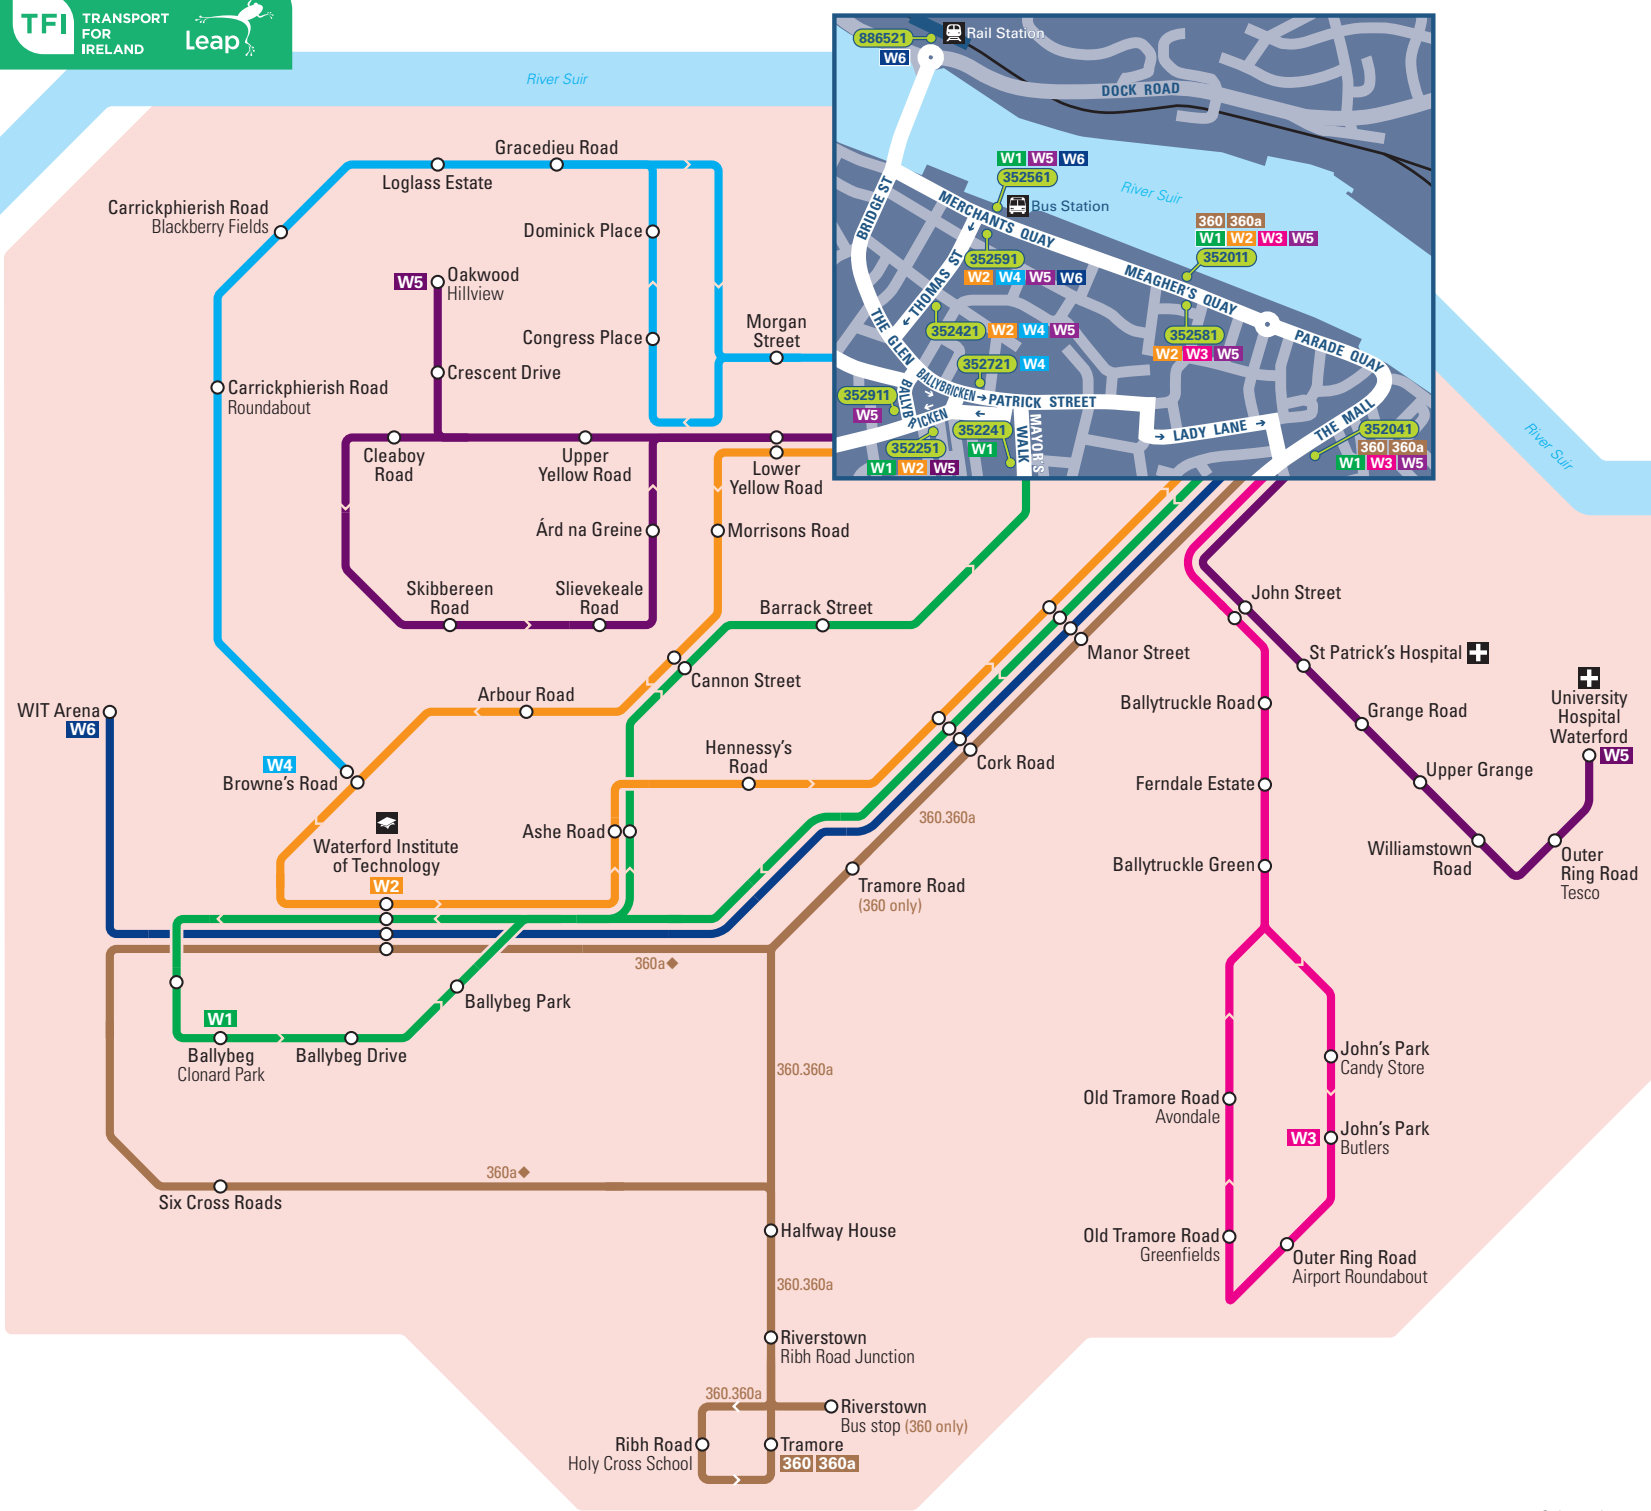 TFI
TRANSPORT
FOR
IRELAND
Leap
River Suir
886521
W6
Rail Station
DOCK ROAD
W1 W5 W6
352561
River Suir
Bus Station
BRIDGE ST
MERCHANTS QUAY
360 360a
W1 W2 W3 W5
352011
352591
W2 W4 W5 W6
MEAGHER'S QUAY
THOMAS ST
THE GLEN
352421 W2 W4 W5
352581
W2 W3 W5
PARADE QUAY
352721 W4
BALLYBRICKEN
PATRICK STREET
352911
W5
BALLYBRICKEN
352241
W1
MAYOR'S
WALK
LADY LANE
THE MALL
352041
360 360a
W1 W3 W5
352251
W1 W2 W5
River Suir
Gracedieu Road
Loglass Estate
Carrickphierish Road
Blackberry Fields
Dominick Place
W5
Oakwood
Hillview
Morgan
Street
Congress Place
Crescent Drive
Carrickphierish Road
Roundabout
Cleaboy
Road
Upper
Yellow Road
Lower
Yellow Road
Árd na Greine
Morrisons Road
Skibbereen
Road
Slievekeale
Road
Barrack Street
John Street
Manor Street
St Patrick's Hospital
Cannon Street
Arbour Road
WIT Arena
W6
Ballytruckle Road
Grange Road
University
Hospital
Waterford
W5
Hennessy's
Road
Cork Road
W4
Browne's Road
Upper Grange
Ferndale Estate
360.360a
Ashe Road
Waterford Institute
of Technology
W2
Williamstown
Road
Outer
Ring Road
Tesco
Ballytruckle Green
Tramore Road
(360 only)
360a
Ballybeg Park
W1
Ballybeg
Clonard Park
Ballybeg Drive
360.360a
John's Park
Candy Store
Old Tramore Road
Avondale
W3
John's Park
Butlers
360a
Six Cross Roads
Halfway House
Old Tramore Road
Greenfields
Outer Ring Road
Airport Roundabout
360.360a
Riverstown
Ribh Road Junction
360.360a
Riverstown
Bus stop (360 only)
Ribh Road
Holy Cross School
Tramore
360 360a